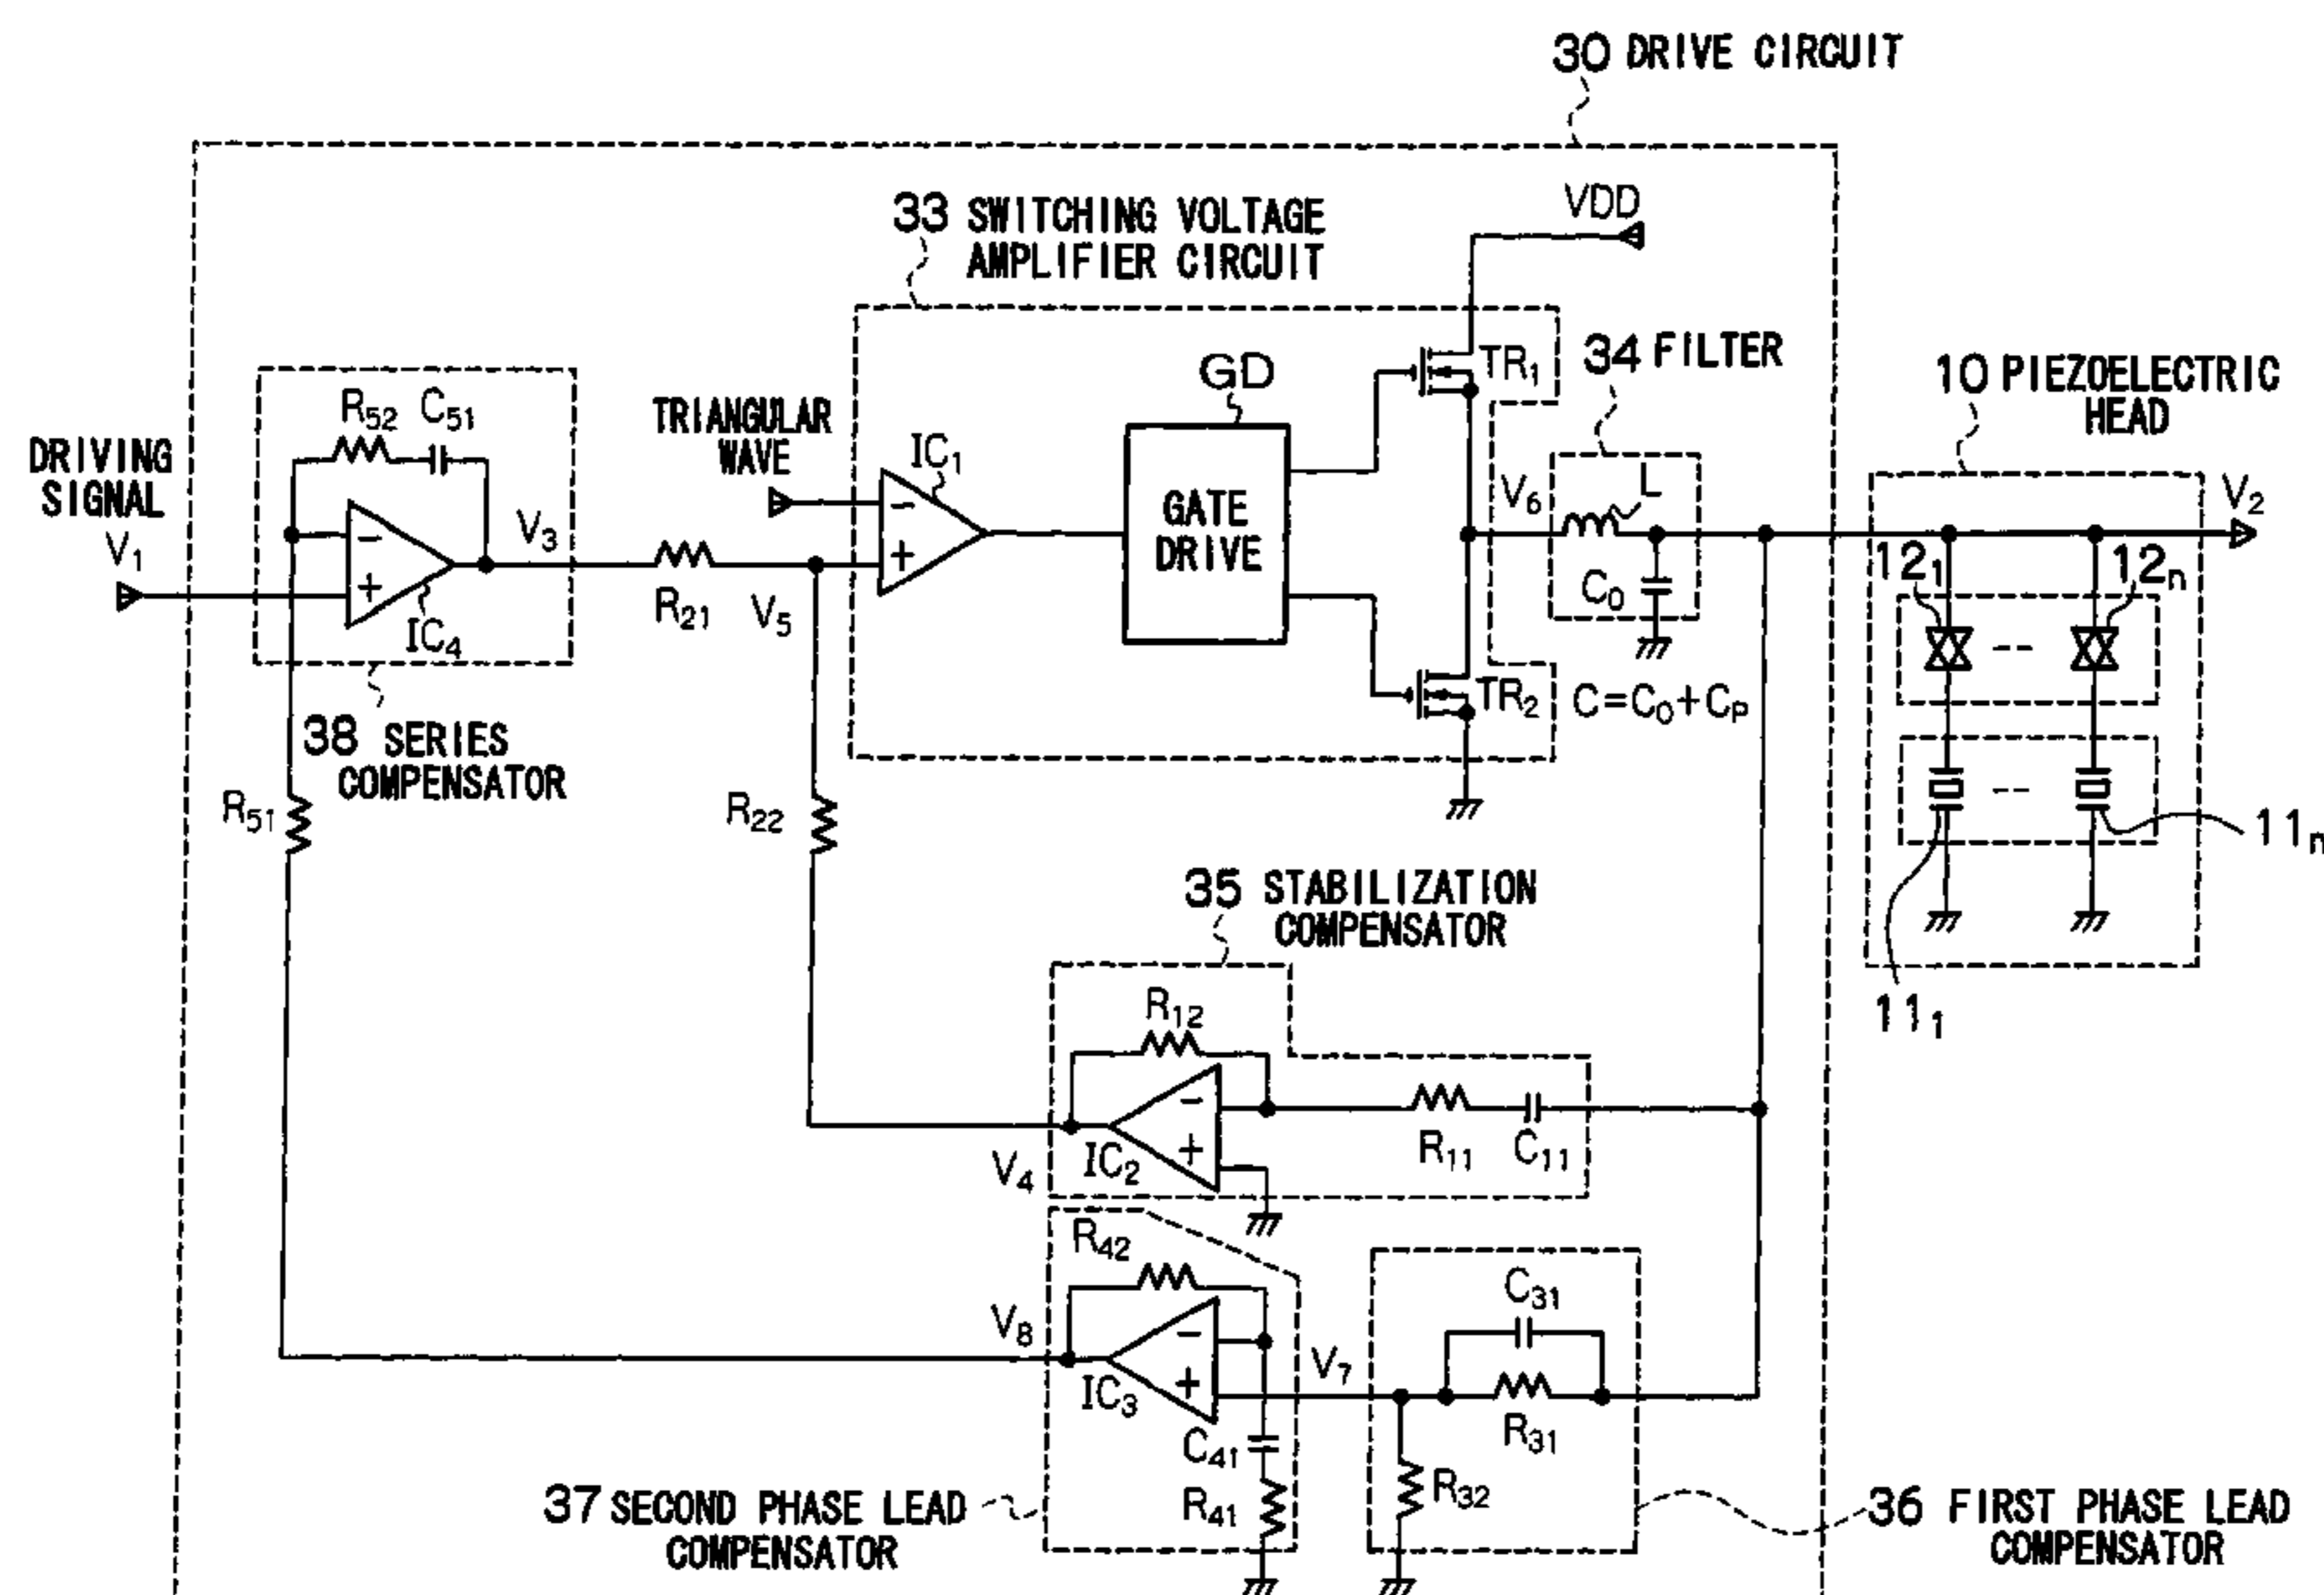 30 DRIVE CIRCUIT
33 SWITCHING VOLTAGE
AMPLIFIER CIRCUIT
VDD
34 FILTER
10 PIEZOELECTRIC
HEAD
TR₁
GD
R₅₂
C₅₁
TRIANGULAR
WAVE
DRIVING
SIGNAL
V₁
IC₁
GATE
DRIVE
V₆
L
V₂
V₃
-
+
IC₄
-
+
R₂₁
V₅
C₀
12₁
12ₙ
--
TR₂
C=C₀+Cₚ
38 SERIES
COMPENSATOR
R₅₁
R₂₂
--
11ₙ
11₁
35 STABILIZATION
COMPENSATOR
R₁₂
-
+
IC₂
R₁₁
C₁₁
V₄
R₄₂
C₃₁
V₈
-
+
IC₃
V₇
R₃₁
C₄₁
R₄₁
R₃₂
37 SECOND PHASE LEAD
COMPENSATOR
36 FIRST PHASE LEAD
COMPENSATOR